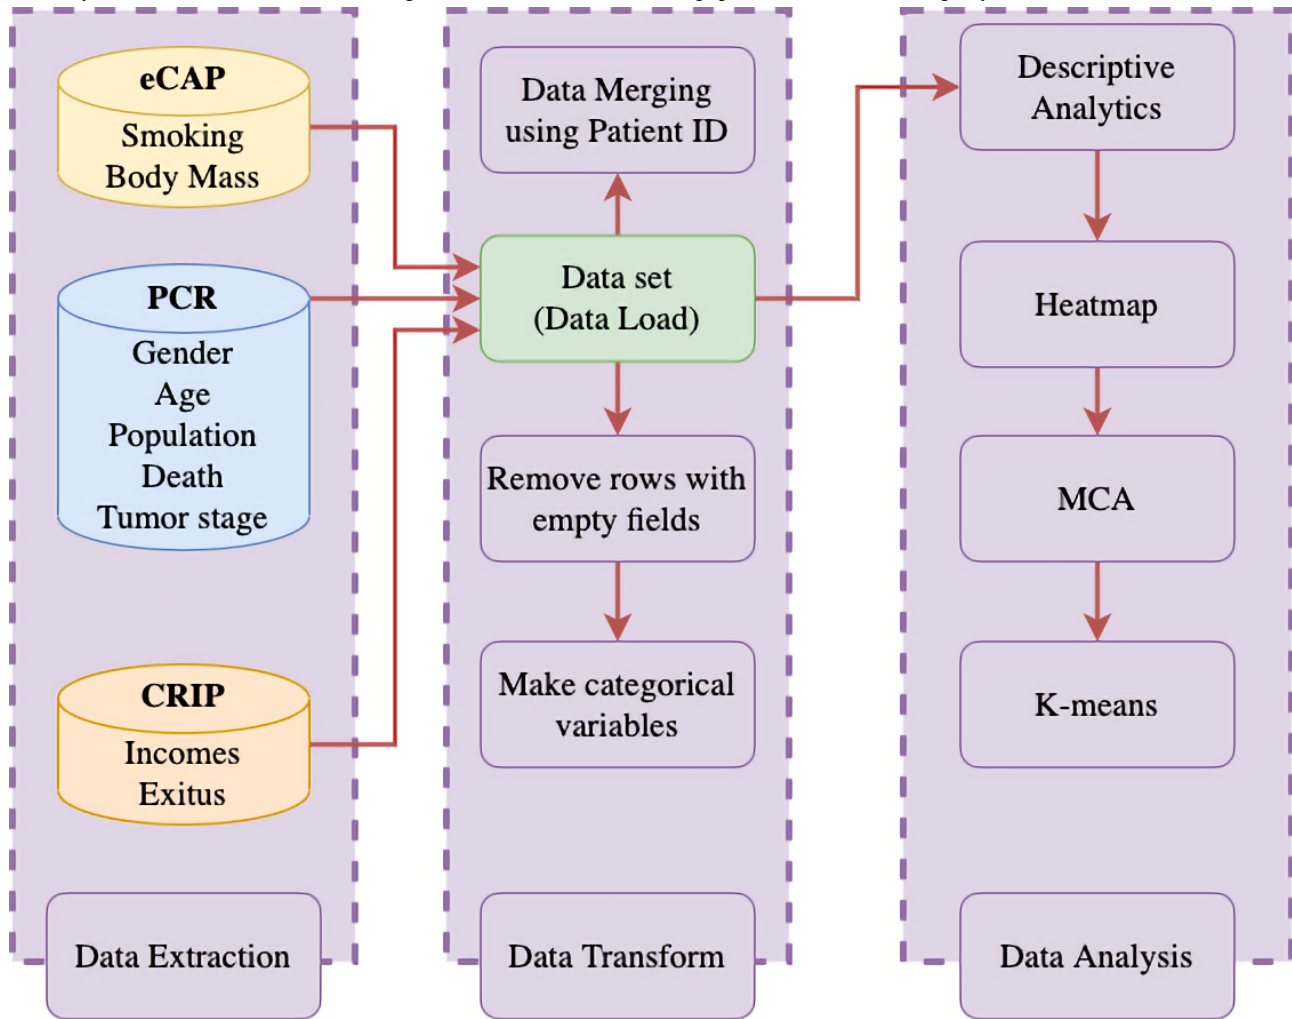 eCAP
Smoking
Body Mass
PCR
Gender
Age
Population
Death
Tumor stage
CRIP
Incomes
Exitus
Data Extraction
Data Merging
using Patient ID
Data set
(Data Load)
Remove rows with
empty fields
Make categorical
variables
Data Transform
Descriptive
Analytics
Heatmap
MCA
K-means
Data Analysis